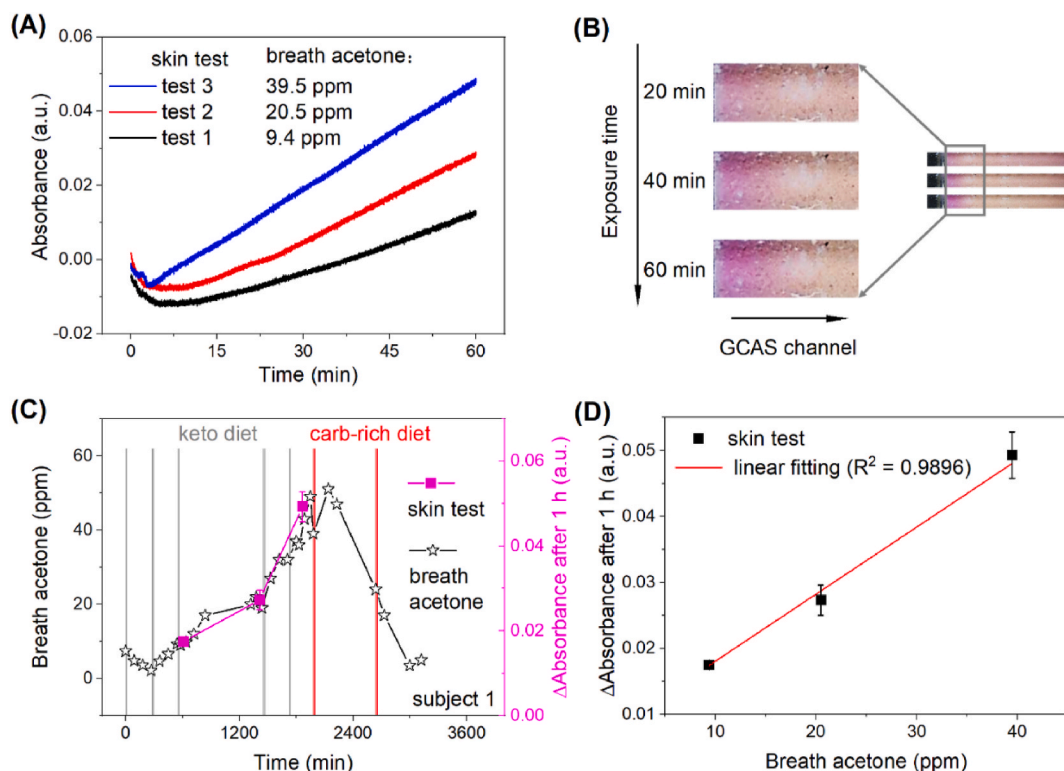 (A)
0.06
0.04
0.02
0.00
-0.02
Absorbance (a.u.)
skin test breath acetone:
test 3 39.5 ppm
test 2 20.5 ppm
test 1 9.4 ppm
0 15 30 45 60
Time (min)
(B)
Exposure time
20 min
40 min
60 min
GCAS channel
(C)
keto diet carb-rich diet
60
40
20
0
Breath acetone (ppm)
0.06
0.04
0.02
0.00
ΔAbsorbance after 1 h (a.u.)
skin test
breath
acetone
subject 1
0 1200 2400 3600
Time (min)
(D)
0.05
0.04
0.03
0.02
0.01
ΔAbsorbance after 1 h (a.u.)
skin test
linear fitting (R² = 0.9896)
10 20 30 40
Breath acetone (ppm)